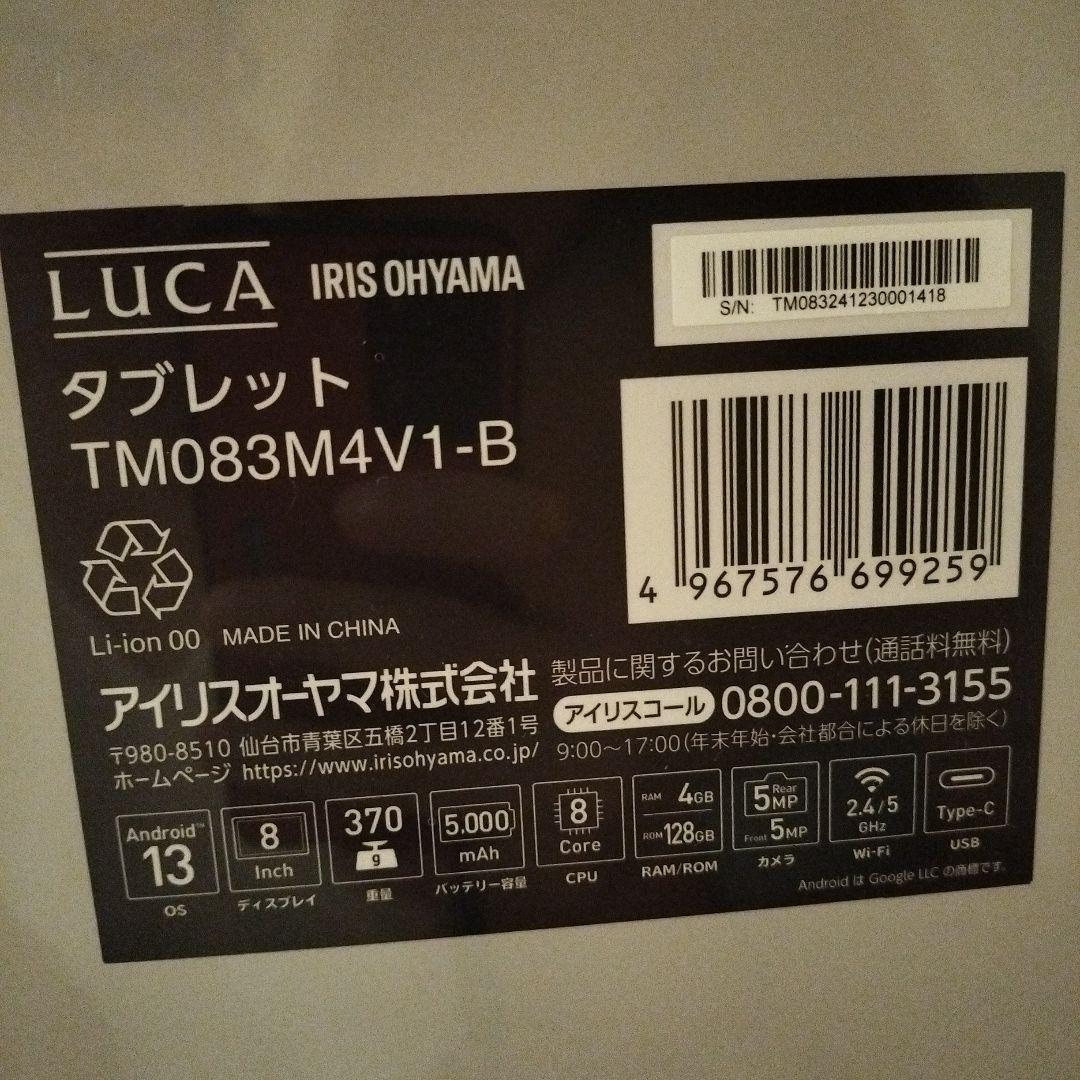 LUCA IRIS OHYAMA
タブレット
TM083M4V1-B
S/N: TM083241230001418
4 967576 699259
Li-ion 00 MADE IN CHINA
アイリスオーヤマ株式会社
〒980-8510 仙台市青葉区五橋2丁目12番1号
ホームページ https://www.irisohyama.co.jp/
製品に関するお問い合わせ(通話料無料)
アイリスコール 0800-111-3155
9:00~17:00(年末年始・会社都合による休日を除く)
Android™ 13
OS
8 Inch
ディスプレイ
370 g
重量
5.000 mAh
バッテリー容量
8 Core
CPU
RAM 4GB
ROM 128GB
RAM/ROM
Rear 5MP
Front 5MP
カメラ
2.4/5 GHz
Wi-Fi
Type-C
USB
Android は Google LLC の商標です。